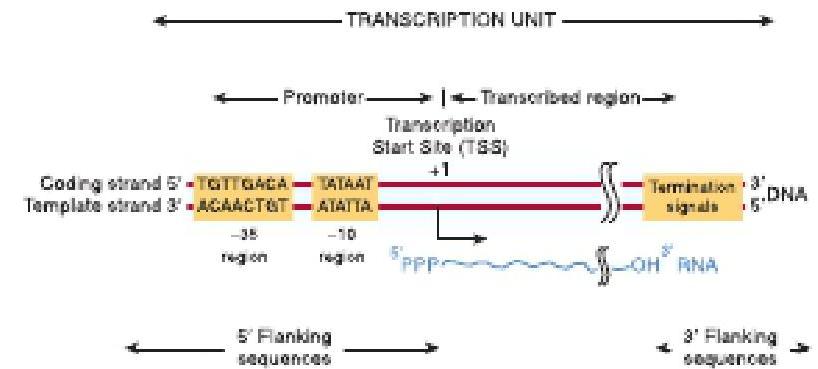 TRANSCRIPTION UNIT
Promoter Transcribed region
Transcription
Start Site (TSS)
+1
Coding strand 5' TGTTGACA TATAAT Termination 3' DNA
Template strand 3' ACAACTGT ATATTA signals 5'
-35 -10
region region
5' PPP OH 3' RNA
5' Flanking 3' Flanking
sequences sequences